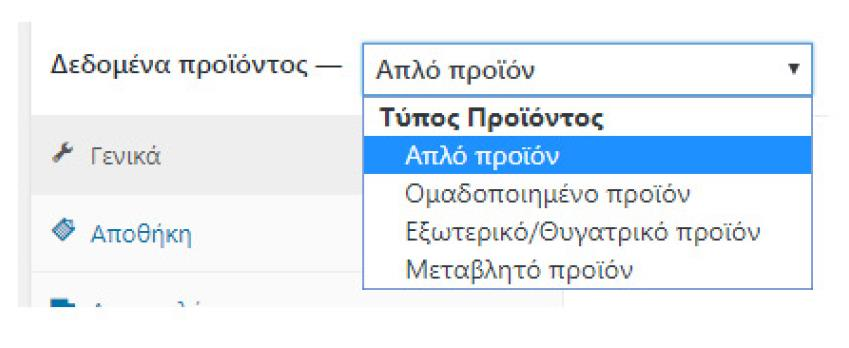 Δεδομένα προϊόντος — Απλό προϊόν
Τύπος Προϊόντος
Γενικά
Απλό προϊόν
Ομαδοποιημένο προϊόν
Αποθήκη
Εξωτερικό/Θυγατρικό προϊόν
Μεταβλητό προϊόν